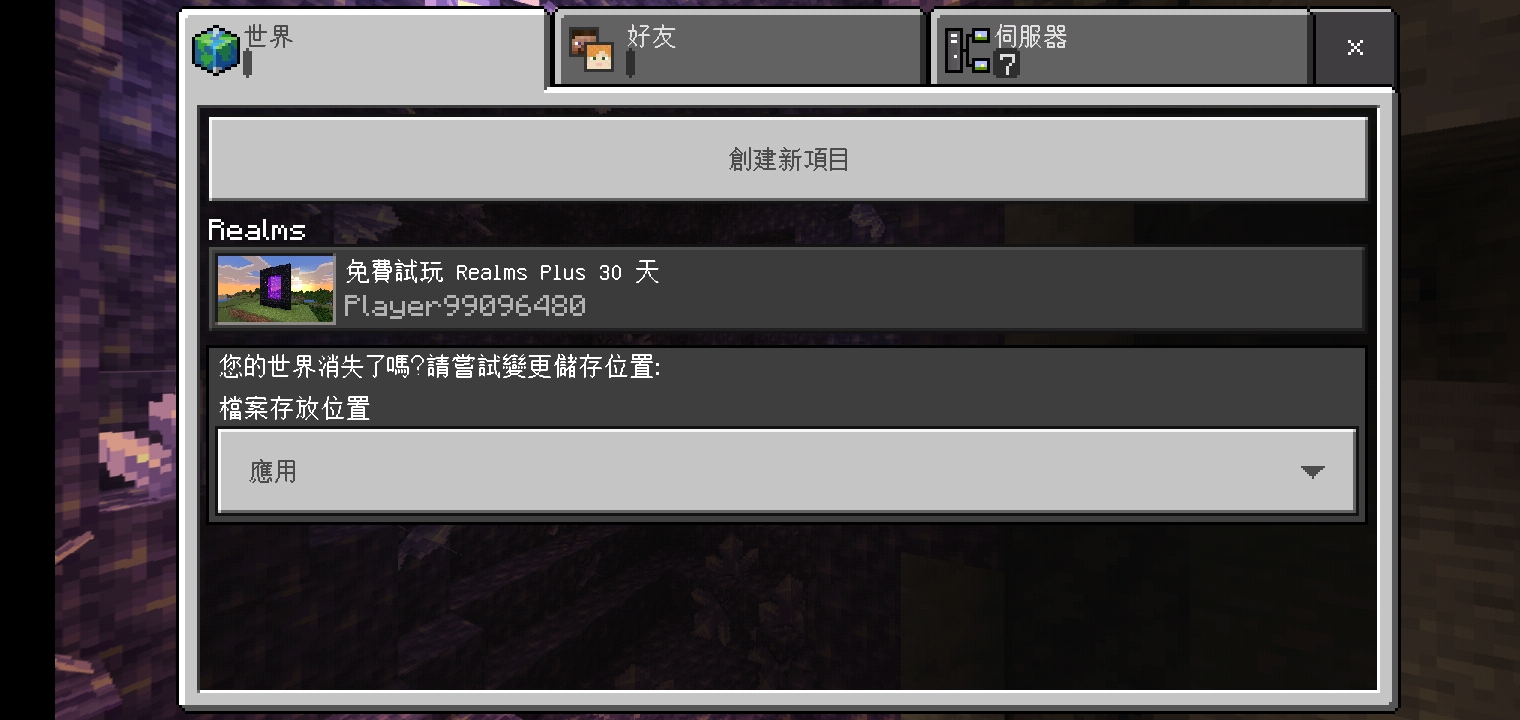 世界
好友
伺服器
7
創建新項目
Realms
免費試玩 Realms Plus 30 天
Player99096480
您的世界消失了嗎?請嘗試變更儲存位置:
檔案存放位置
應用